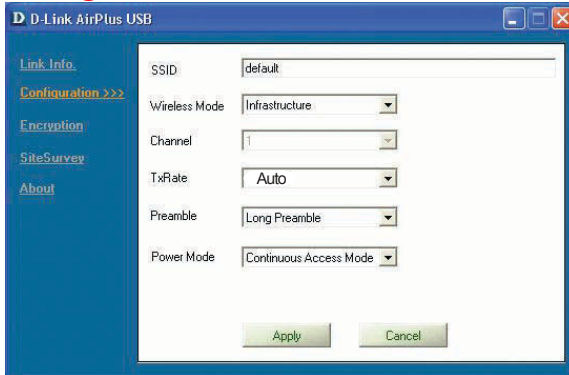 D D-Link AirPlus USB
Link Info.
Configuration >>>
Encryption
SiteSurvey
About
SSID default
Wireless Mode Infrastructure
Channel 1
TxRate Auto
Preamble Long Preamble
Power Mode Continuous Access Mode
Apply Cancel